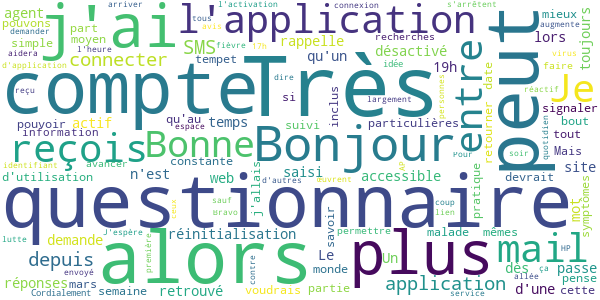 arriver
tous
l'activation
s'arrêtent
agent
j'ai
l'application
pouvons
demander
mieux
connexion
augmente
part
simple
l'heure
SMS
avis
17h
rappelle
recherches
désactivé
lors
toujours
moyen
aidera
fièvre
idée
virus
connecter
tempet
qu'un
19h
faire
d'application
dire
réactif
compte
Très
peut
entre
Je
reçu
si
largement
inclus
personnes
date
retourner
signaler
pouvoir
actif
qu'au
espace
temps
suivi
particulières
bout
information
Bonne
Bonjour
tout
quotidien
reçois
Mais
soir
identifiant
avancer
constante
AP
Pour
devrait
n'est
web
saisi
accessible
site
d'utilisation
j'allais
d'autres
ouvrent
pratique
questionnaire
mot
symptômes
ceux
sauf
bravo
coup
lien
demande
réinitialisation
savoir
permettre
malade
mêmes
alors
plus
mail
J'espère
première
Le
Un
depuis
lutte
contre
monde
application
des
ça
passe
HP
réponses
mars
envoyé
voudrais
partie
d'une
allée
pense
Cordialement
semaine
retrouvé
service
cette